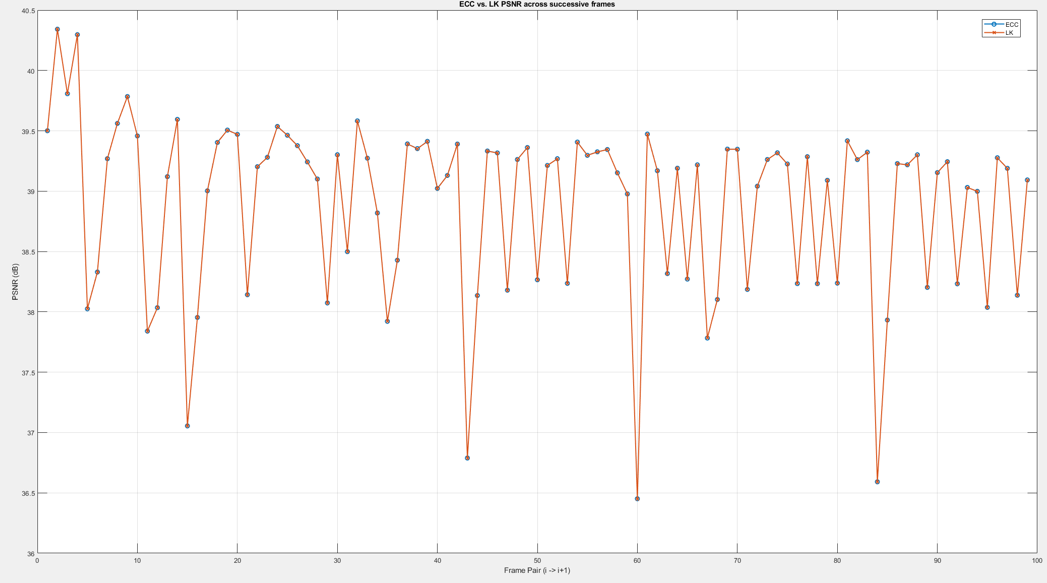 ECC vs. LK PSNR across successive frames
ECC
LK
40.5
40
39.5
39
38.5
38
37.5
37
36.5
36
PSNR (dB)
0 10 20 30 40 50 60 70 80 90 100
Frame Pair (i -> i+1)